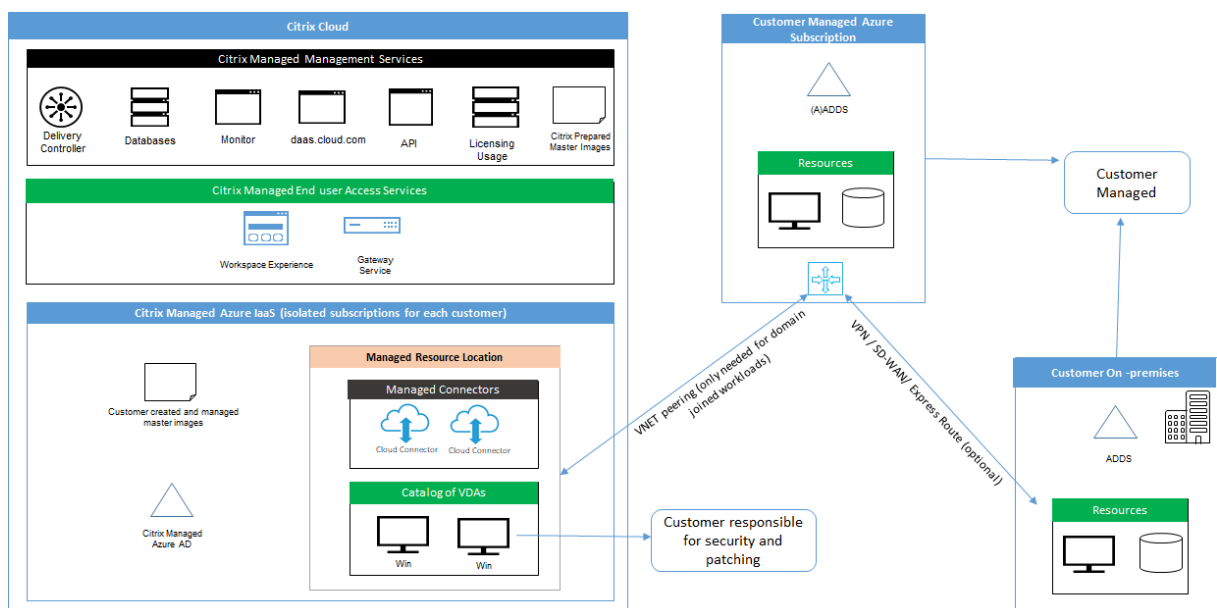 Citrix Cloud
Citrix Managed Management Services
Delivery
Controller
Databases
Monitor
daas.cloud.com
API
Licensing
Usage
Citrix Prepared
Master Images
Citrix Managed End user Access Services
Workspace Experience
Gateway
Service
Citrix Managed Azure IaaS (isolated subscriptions for each customer)
Customer created and managed
master images
Citrix Managed
Azure AD
Managed Resource Location
Managed Connectors
Cloud Connector
Cloud Connector
Catalog of VDAs
Win
Win
Customer responsible
for security and
patching
VNET peering (only needed for domain
joined workloads)
Customer Managed Azure
Subscription
(A)ADDS
Resources
VPN / SD-WAN/ Express Route (optional)
Customer
Managed
Customer On -premises
ADDS
Resources